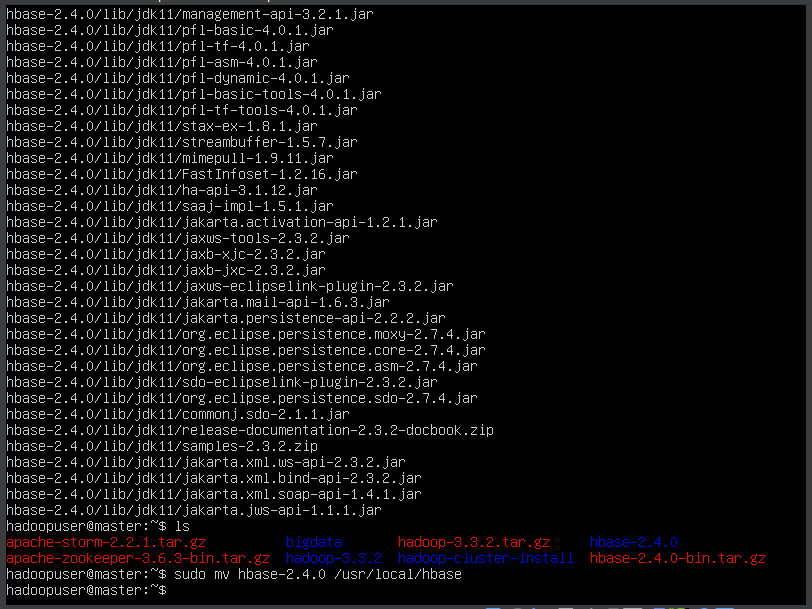 hbase-2.4.0/lib/jdk11/management-api-3.2.1.jar
hbase-2.4.0/lib/jdk11/pfl-basic-4.0.1.jar
hbase-2.4.0/lib/jdk11/pfl-tf-4.0.1.jar
hbase-2.4.0/lib/jdk11/pfl-asm-4.0.1.jar
hbase-2.4.0/lib/jdk11/pfl-dynamic-4.0.1.jar
hbase-2.4.0/lib/jdk11/pfl-basic-tools-4.0.1.jar
hbase-2.4.0/lib/jdk11/pfl-tf-tools-4.0.1.jar
hbase-2.4.0/lib/jdk11/stax-ex-1.8.1.jar
hbase-2.4.0/lib/jdk11/streambuffer-1.5.7.jar
hbase-2.4.0/lib/jdk11/mimepull-1.9.11.jar
hbase-2.4.0/lib/jdk11/FastInfoset-1.2.16.jar
hbase-2.4.0/lib/jdk11/ha-api-3.1.12.jar
hbase-2.4.0/lib/jdk11/saaj-impl-1.5.1.jar
hbase-2.4.0/lib/jdk11/jakarta.activation-api-1.2.1.jar
hbase-2.4.0/lib/jdk11/jaxws-tools-2.3.2.jar
hbase-2.4.0/lib/jdk11/jaxb-xjc-2.3.2.jar
hbase-2.4.0/lib/jdk11/jaxb-jxc-2.3.2.jar
hbase-2.4.0/lib/jdk11/jaxws-eclipselink-plugin-2.3.2.jar
hbase-2.4.0/lib/jdk11/jakarta.mail-api-1.6.3.jar
hbase-2.4.0/lib/jdk11/jakarta.persistence-api-2.2.2.jar
hbase-2.4.0/lib/jdk11/org.eclipse.persistence.moxy-2.7.4.jar
hbase-2.4.0/lib/jdk11/org.eclipse.persistence.core-2.7.4.jar
hbase-2.4.0/lib/jdk11/org.eclipse.persistence.asm-2.7.4.jar
hbase-2.4.0/lib/jdk11/sdo-eclipselink-plugin-2.3.2.jar
hbase-2.4.0/lib/jdk11/org.eclipse.persistence.sdo-2.7.4.jar
hbase-2.4.0/lib/jdk11/commonj.sdo-2.1.1.jar
hbase-2.4.0/lib/jdk11/release-documentation-2.3.2-docbook.zip
hbase-2.4.0/lib/jdk11/samples-2.3.2.zip
hbase-2.4.0/lib/jdk11/jakarta.xml.ws-api-2.3.2.jar
hbase-2.4.0/lib/jdk11/jakarta.xml.bind-api-2.3.2.jar
hbase-2.4.0/lib/jdk11/jakarta.xml.soap-api-1.4.1.jar
hbase-2.4.0/lib/jdk11/jakarta.jws-api-1.1.1.jar
hadoopuser@master:~$ ls
apache-storm-2.2.1.tar.gz bigdata hadoop-3.3.2.tar.gz hbase-2.4.0
apache-zookeeper-3.6.3-bin.tar.gz hadoop-3.3.2 hadoop-cluster-install hbase-2.4.0-bin.tar.gz
hadoopuser@master:~$ sudo mv hbase-2.4.0 /usr/local/hbase
hadoopuser@master:~$